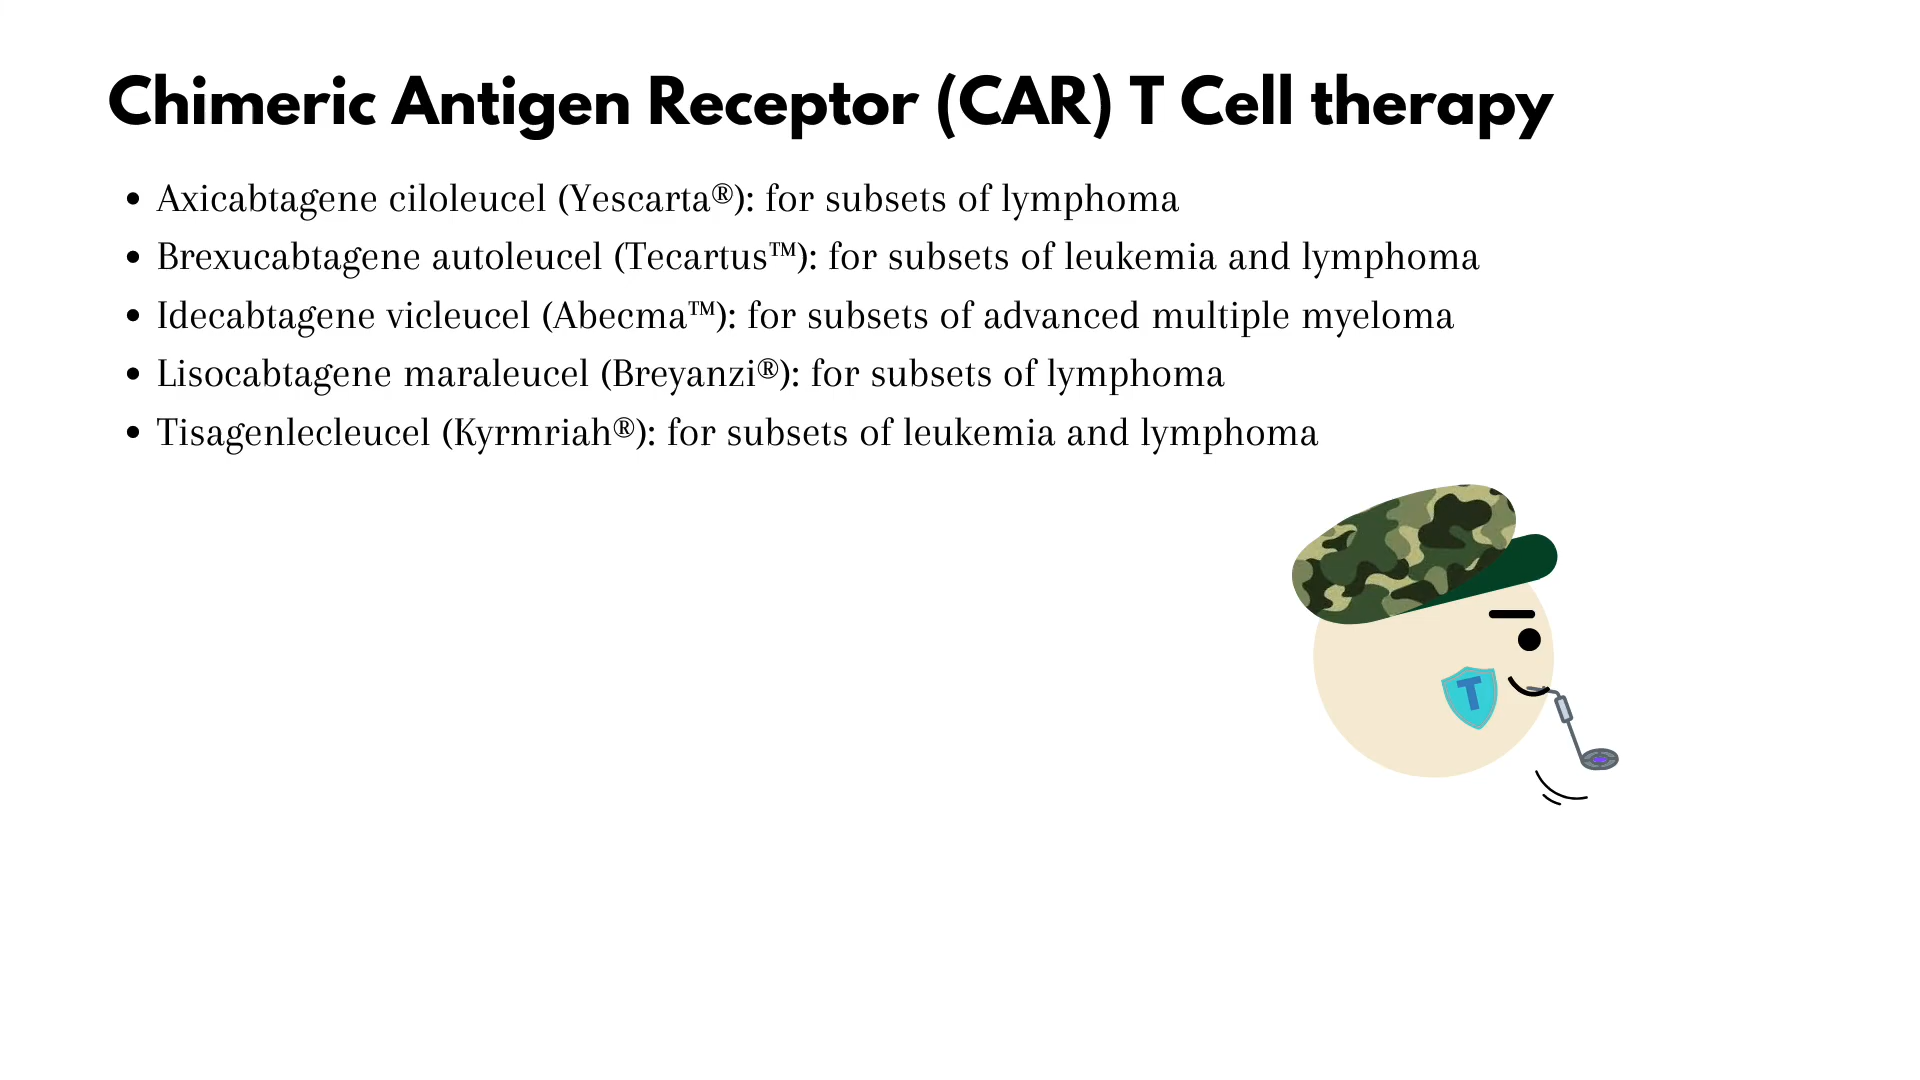 Chimeric Antigen Receptor (CAR) T Cell therapy
• Axicabtagene ciloleucel (Yescarta®): for subsets of lymphoma
• Brexucabtagene autoleucel (Tecartus™): for subsets of leukemia and lymphoma
• Idecabtagene vicleucel (Abecma™): for subsets of advanced multiple myeloma
• Lisocabtagene maraleucel (Breyanzi®): for subsets of lymphoma
• Tisagenlecleucel (Kyrmriah®): for subsets of leukemia and lymphoma
T